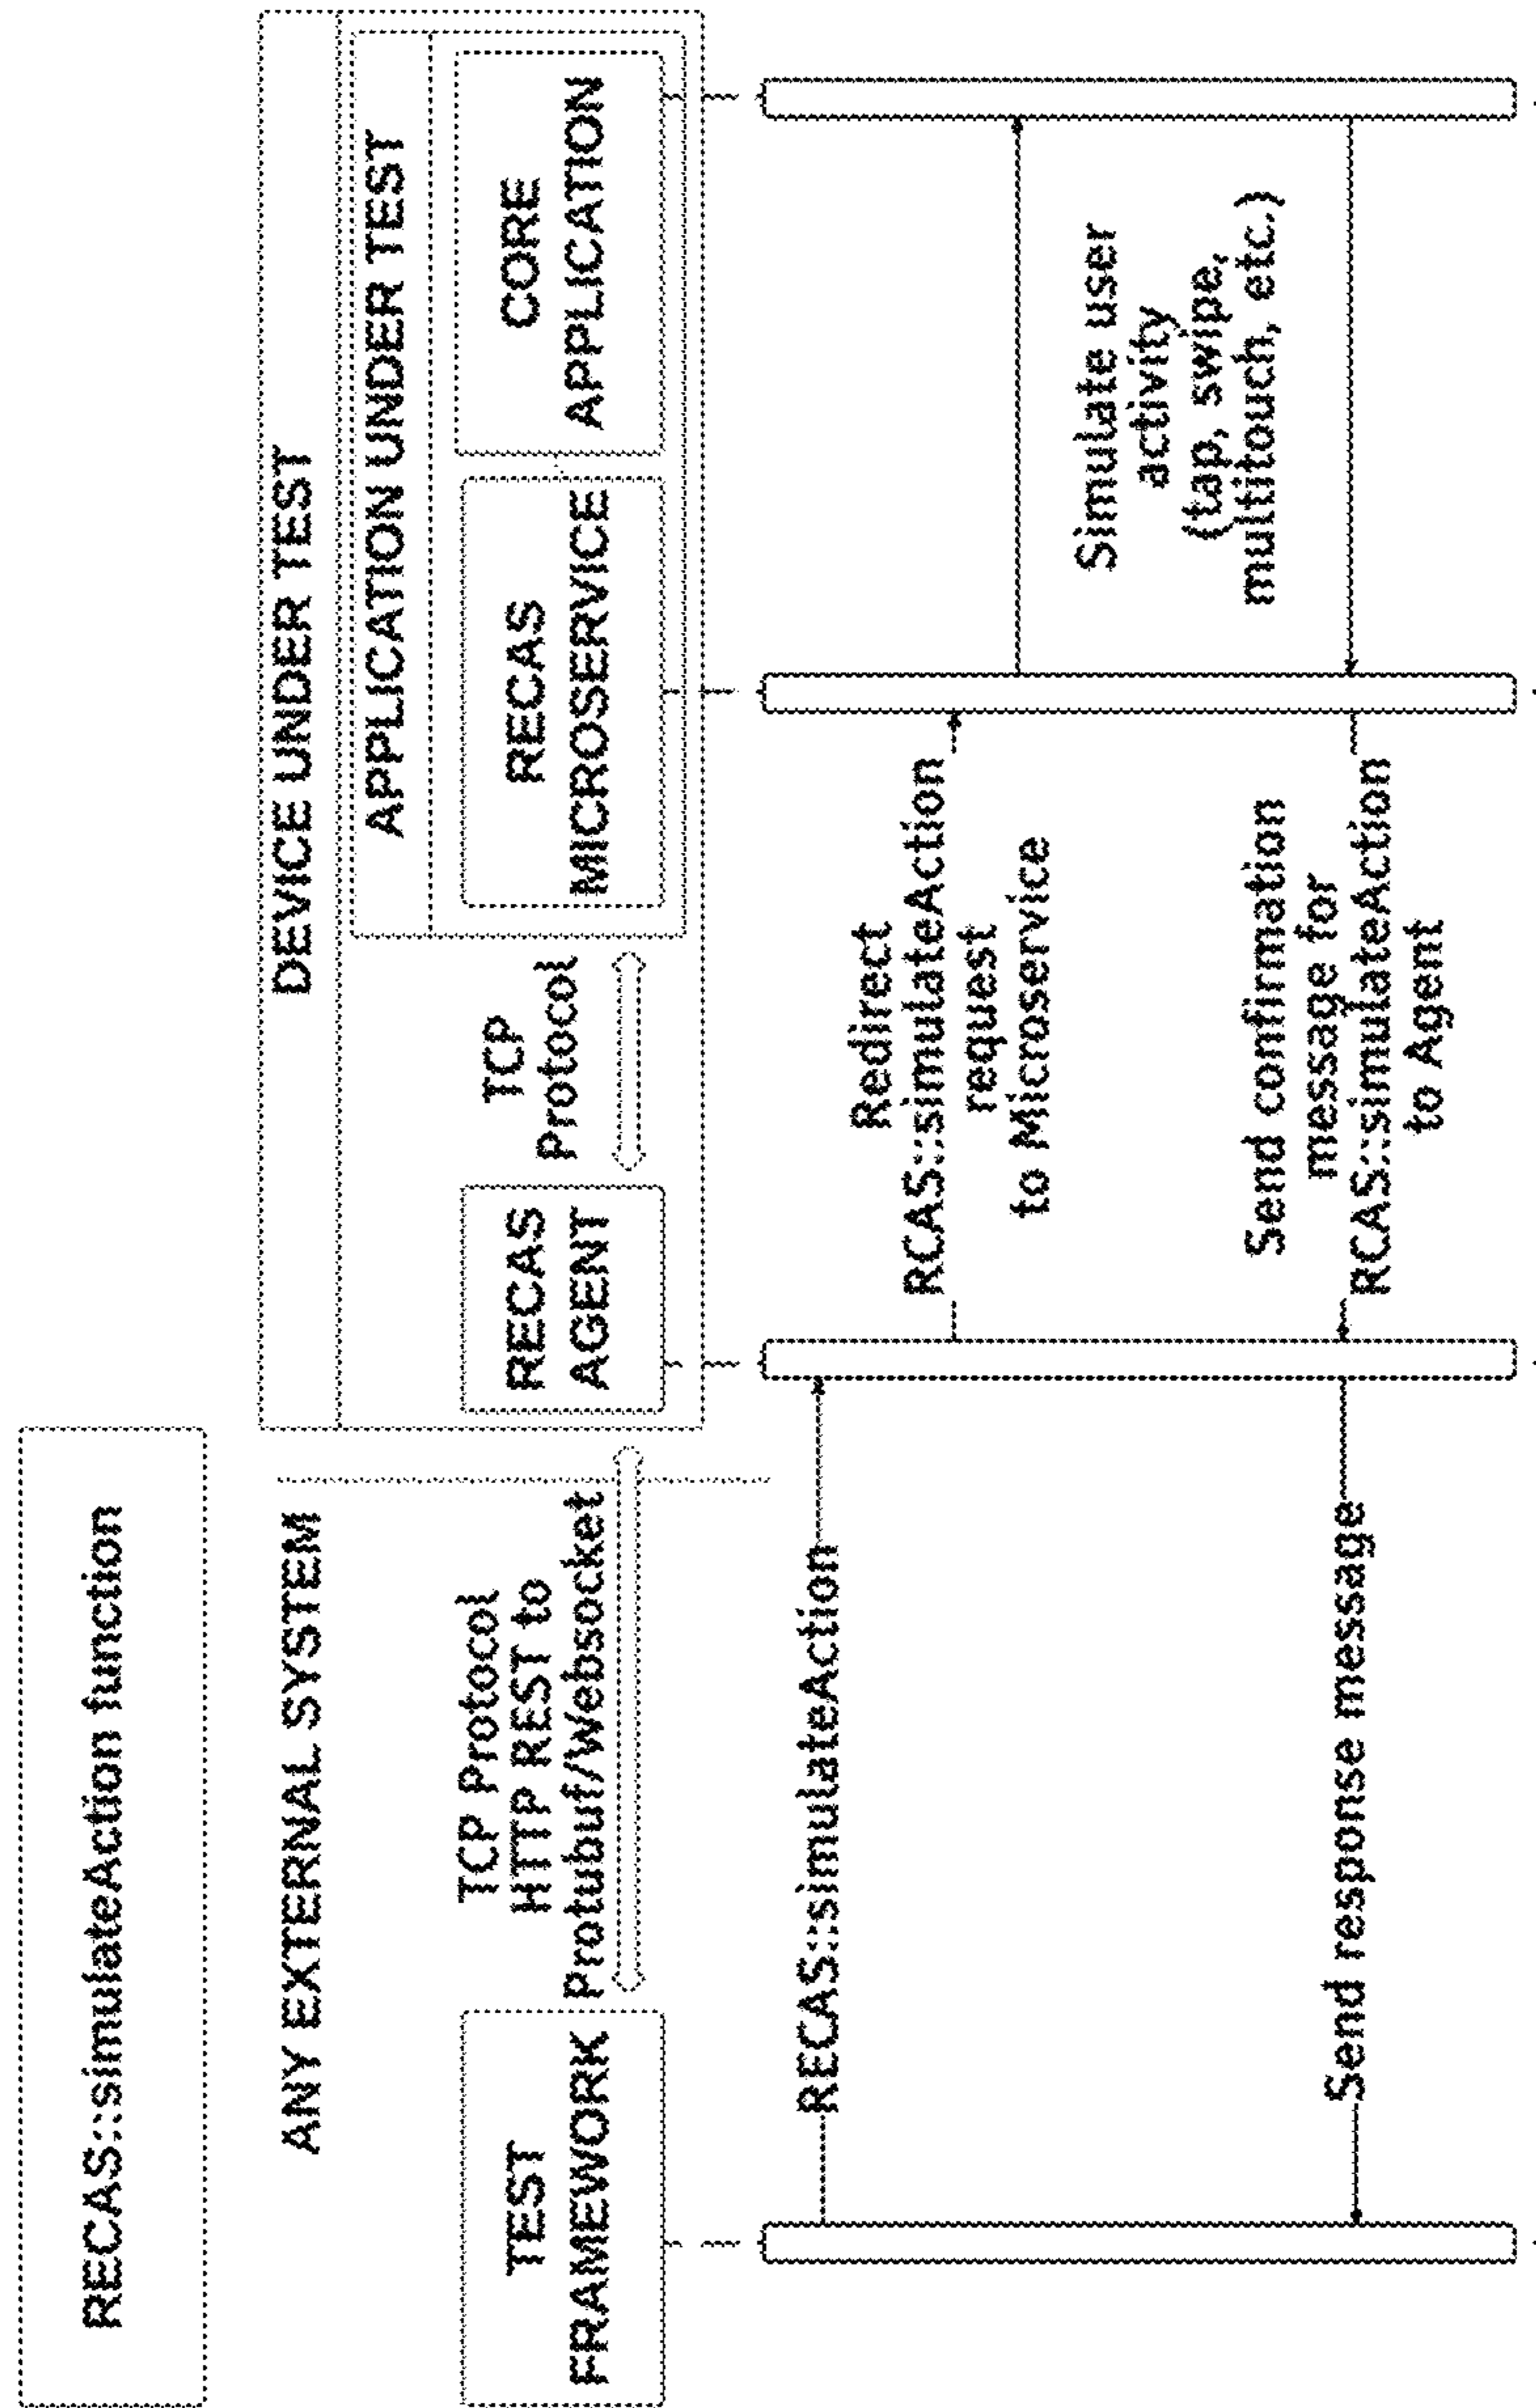 RECAS::simulateAction function
ANY EXTERNAL SYSTEM
DEVICE UNDER TEST
APPLICATION UNDER TEST
TEST
FRAMEWORK
TCP Protocol
HTTP REST to
Protubuf/Websocket
RECAS
AGENT
TCP
Protocol
RECAS
MICROSERVICE
CORE
APPLICATION
RECAS::simulateAction
Redirect
RCAS::simulateAction
request
to Microservice
Simulate user
activity
(tap, swipe,
multitouch, etc.)
Send confirmation
message for
RCAS::simulateAction
to Agent
Send response message